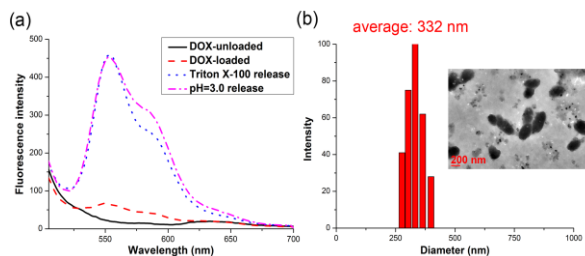 (a)
Fluorescence intensity
500
400
300
200
100
50
0
DOX-unloaded
DOX-loaded
Triton X-100 release
pH=3.0 release
550
600
650
700
Wavelength (nm)
(b)
average: 332 nm
Intensity
100
80
60
40
20
0
200 nm
0
250
500
750
1000
Diameter (nm)